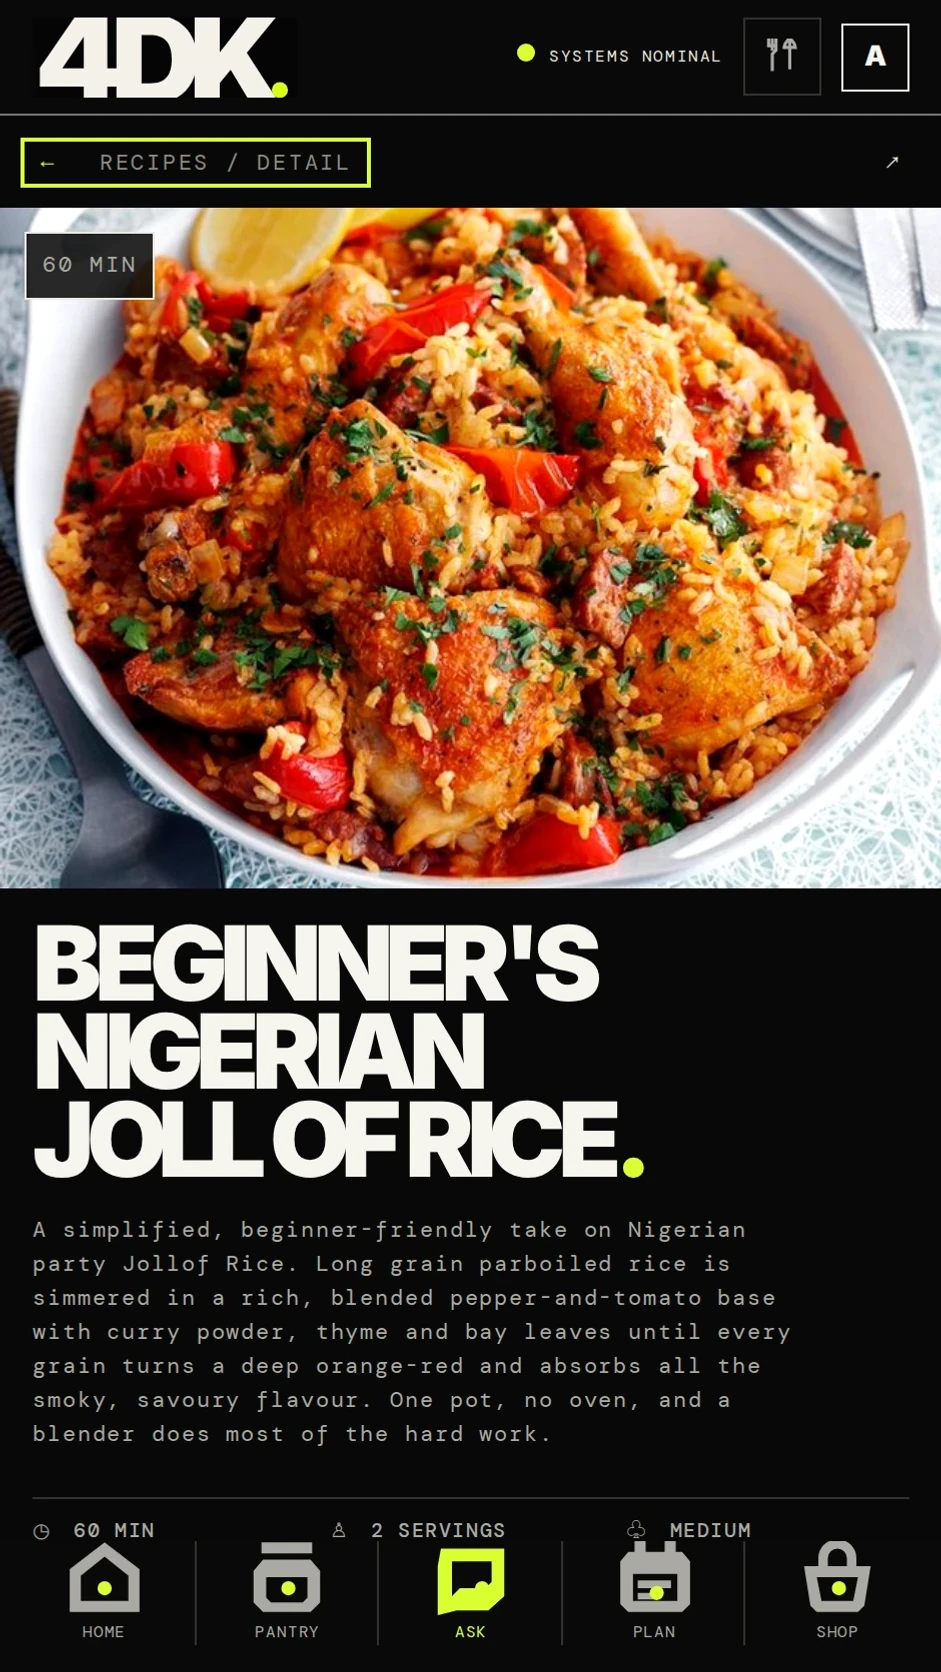 4DK.
SYSTEMS NOMINAL
A
← RECIPES / DETAIL
↗
60 MIN
BEGINNER'S
NIGERIAN
JOLLOF RICE.
A simplified, beginner-friendly take on Nigerian
party Jollof Rice. Long grain parboiled rice is
simmered in a rich, blended pepper-and-tomato base
with curry powder, thyme and bay leaves until every
grain turns a deep orange-red and absorbs all the
smoky, savoury flavour. One pot, no oven, and a
blender does most of the hard work.
60 MIN 2 SERVINGS MEDIUM
HOME PANTRY ASK PLAN SHOP